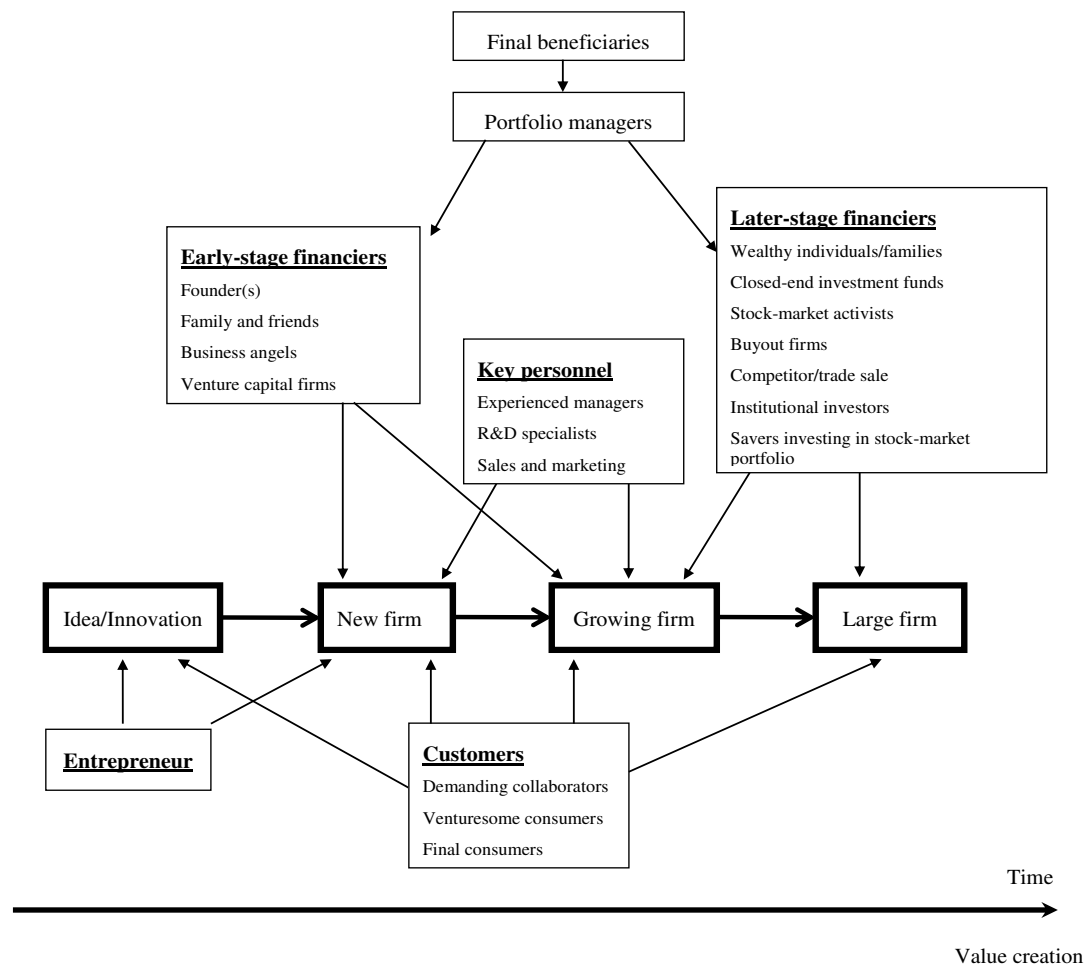 Final beneficiaries
Portfolio managers
Later-stage financiers
Wealthy individuals/families
Closed-end investment funds
Stock-market activists
Buyout firms
Competitor/trade sale
Institutional investors
Savers investing in stock-market
portfolio
Early-stage financiers
Founder(s)
Family and friends
Business angels
Venture capital firms
Key personnel
Experienced managers
R&D specialists
Sales and marketing
Idea/Innovation
New firm
Growing firm
Large firm
Entrepreneur
Customers
Demanding collaborators
Venturesome consumers
Final consumers
Time
Value creation